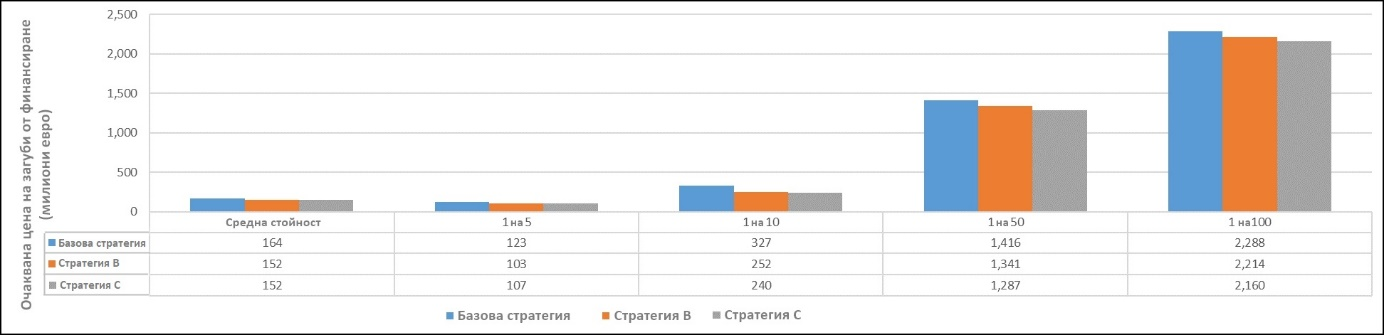 Очаквана цена на загуби от финансиране
(милиони евро)
2,500
2,000
1,500
1,000
500
0
Средна стойност 1 на 5 1 на 10 1 на 50 1 на 100
Базова стратегия 164 123 327 1,416 2,288
Стратегия B 152 103 252 1,341 2,214
Стратегия C 152 107 240 1,287 2,160
Базова стратегия Стратегия B Стратегия C